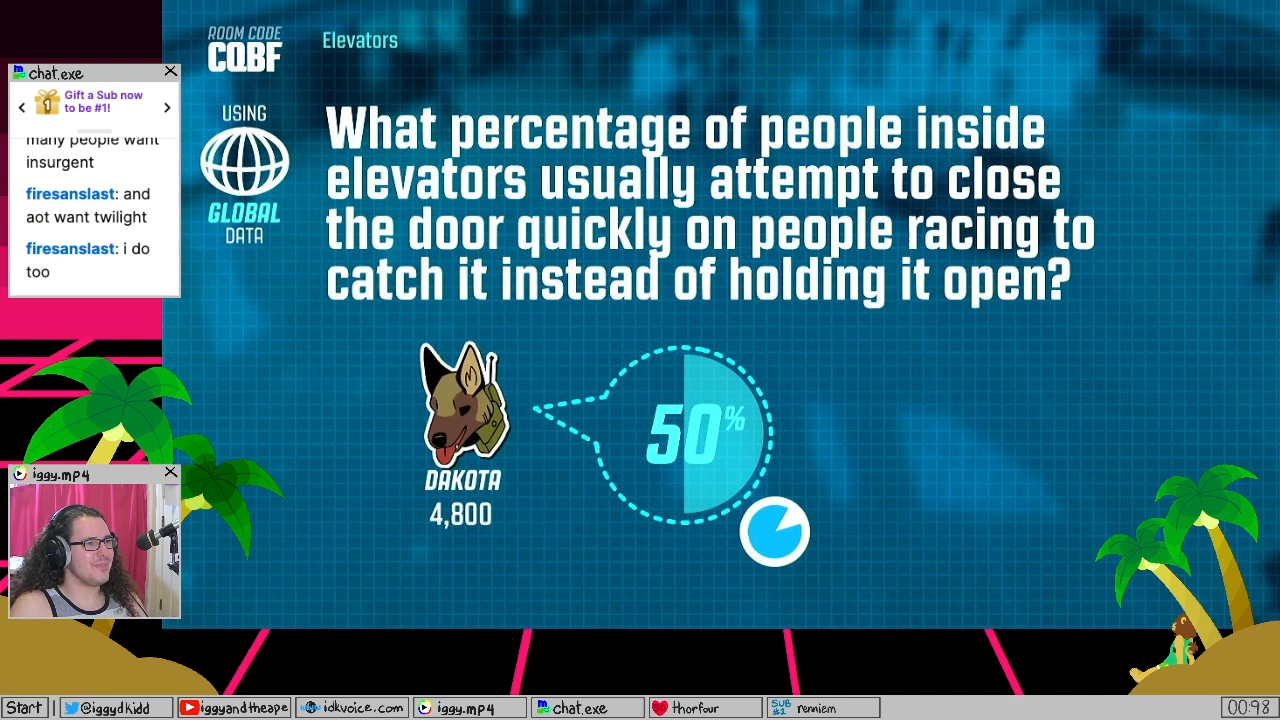 ROOM CODE
CQBF
Elevators
chat.exe
1
Gift a Sub now
to be #1!
many people want
insurgent
firesanslast: and
aot want twilight
firesanslast: i do
too
USING
GLOBAL
DATA
What percentage of people inside
elevators usually attempt to close
the door quickly on people racing to
catch it instead of holding it open?
50%
DAKOTA
4,800
iggy.mp4
Start
@iggydkidd
iggyandtheape
idkvoice.com
iggy.mp4
chat.exe
thorfour
SUB
#2
renniem
00:98